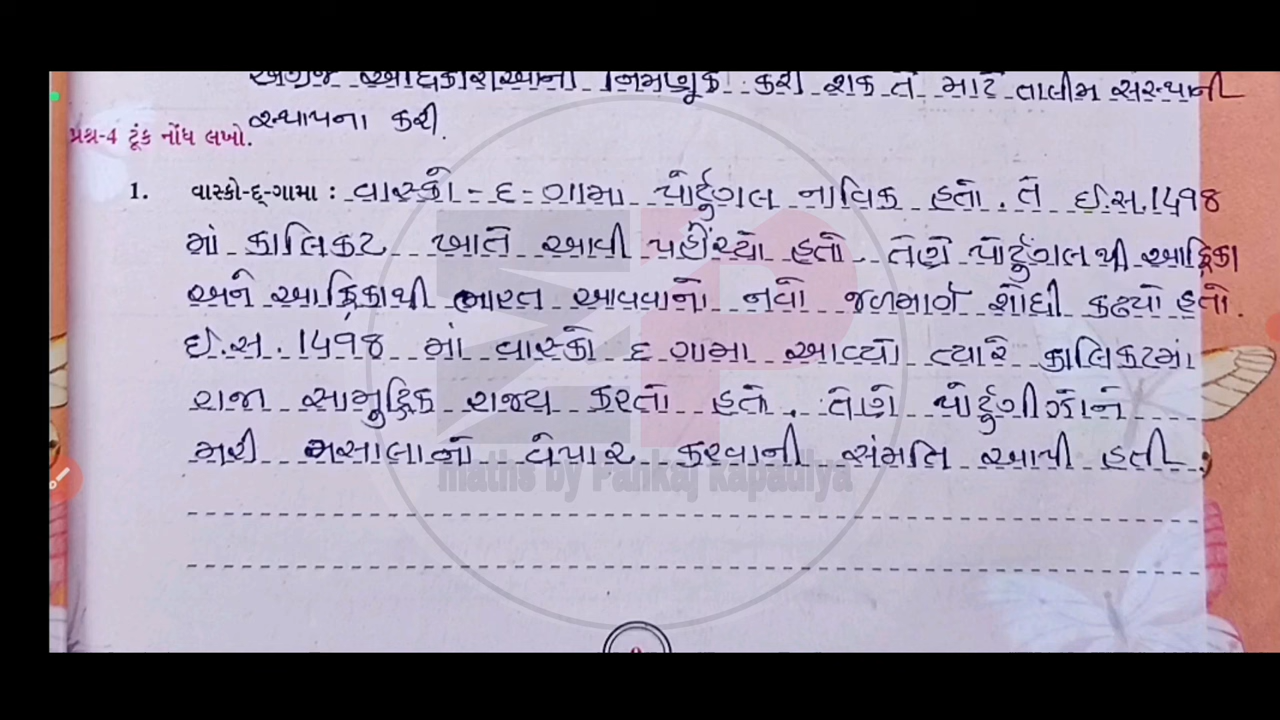 અંગ્રેજ અધિકારીઓની નિમણૂક કરી શકે તે માટે તાલીમ સંસ્થાની
સ્થાપના કરી.
પ્રશ્ન-4 ટૂંક નોંધ લખો.
1. વાસ્કો-દ્-ગામા : વાસ્કો - દ - ગામા પોર્ટુગલ નાવિક હતો. તે ઈ.સ.1498
માં કાલિકટ ખાતે આવી પહોંચ્યો હતો. તેણે પોર્ટુગલથી આફ્રિકા
અને આફ્રિકાથી ભારત આવવાનો નવો જળમાર્ગ શોધી કઢયો હતો.
ઈ.સ. 1498 માં વાસ્કો દ ગામા આવ્યો ત્યારે કાલિકટમાં
રાજા સામુદ્રિક રાજ્ય કરતો હતો. તેણે પોર્ટુગીઝોને
મરી મસાલાનો વેપાર કરવાની સંમતિ આપી હતી.
maths by Pankaj Kapadiya